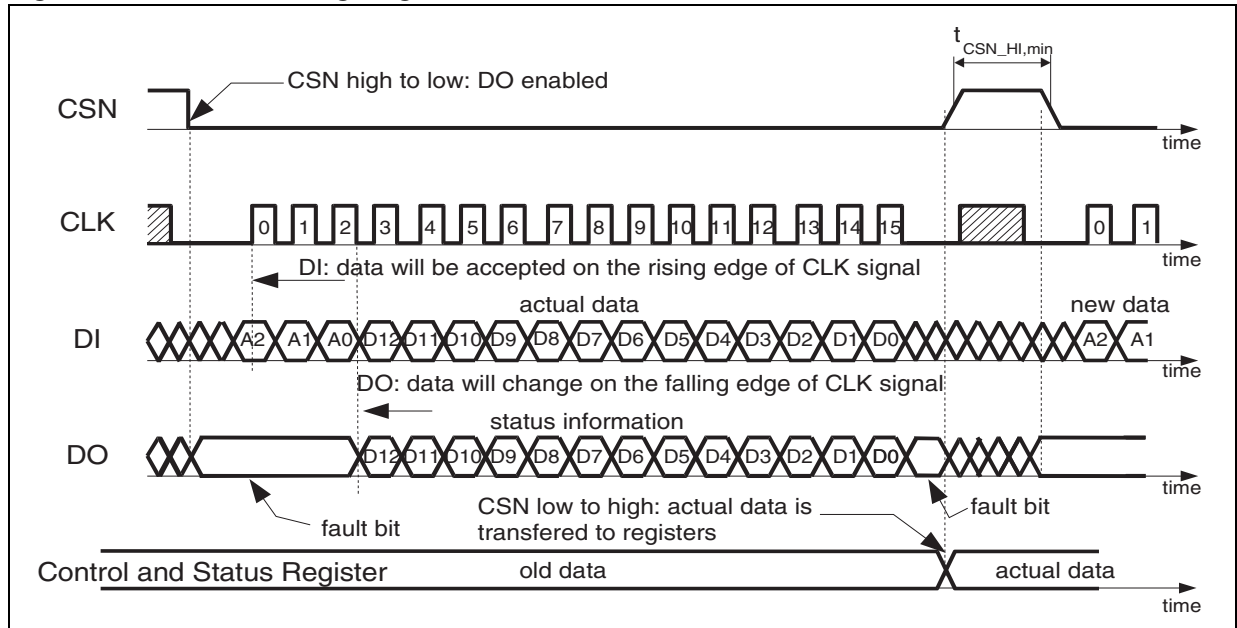 t CSN_HI,min
CSN high to low: DO enabled
CSN
time
CLK
0 1 2 3 4 5 6 7 8 9 10 11 12 13 14 15 0 1
time
DI: data will be accepted on the rising edge of CLK signal
actual data
new data
DI
A2 A1 A0 D12 D11 D10 D9 D8 D7 D6 D5 D4 D3 D2 D1 D0 A2 A1
time
DO: data will change on the falling edge of CLK signal
status information
DO
D12 D11 D10 D9 D8 D7 D6 D5 D4 D3 D2 D1 D0
time
fault bit
CSN low to high: actual data is
transfered to registers
fault bit
Control and Status Register
old data
actual data
time